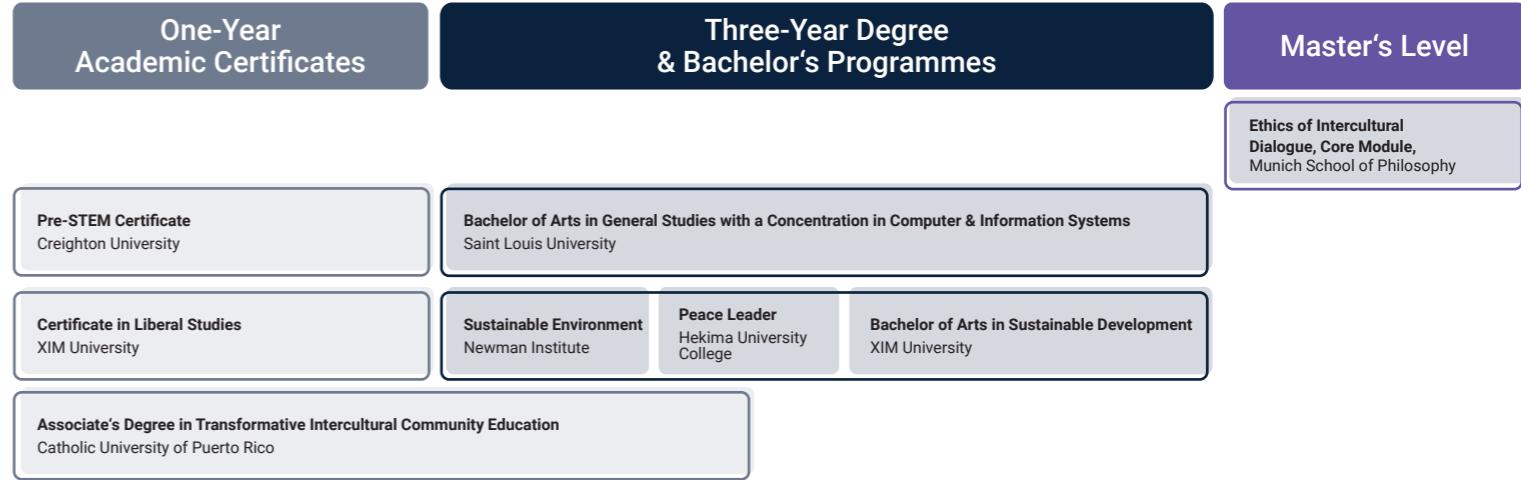 One-Year
Academic Certificates
Three-Year Degree
& Bachelor‘s Programmes
Master‘s Level
Ethics of Intercultural
Dialogue, Core Module,
Munich School of Philosophy
Pre-STEM Certificate
Creighton University
Bachelor of Arts in General Studies with a Concentration in Computer & Information Systems
Saint Louis University
Certificate in Liberal Studies
XIM University
Sustainable Environment
Newman Institute
Peace Leader
Hekima University
College
Bachelor of Arts in Sustainable Development
XIM University
Associate‘s Degree in Transformative Intercultural Community Education
Catholic University of Puerto Rico